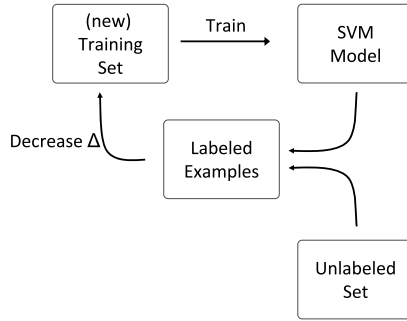 (new)
Training
Set
Train
SVM
Model
Decrease Δ
Labeled
Examples
Unlabeled
Set